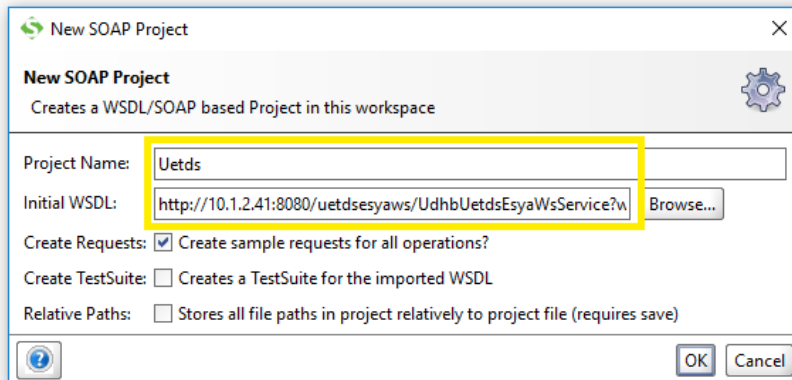 New SOAP Project
New SOAP Project
Creates a WSDL/SOAP based Project in this workspace
Project Name: Uetds
Initial WSDL: http://10.1.2.41:8080/uetdsesyaws/UdhbUetdsEsyaWsService?w Browse...
Create Requests: Create sample requests for all operations?
Create TestSuite: Creates a TestSuite for the imported WSDL
Relative Paths: Stores all file paths in project relatively to project file (requires save)
? OK Cancel